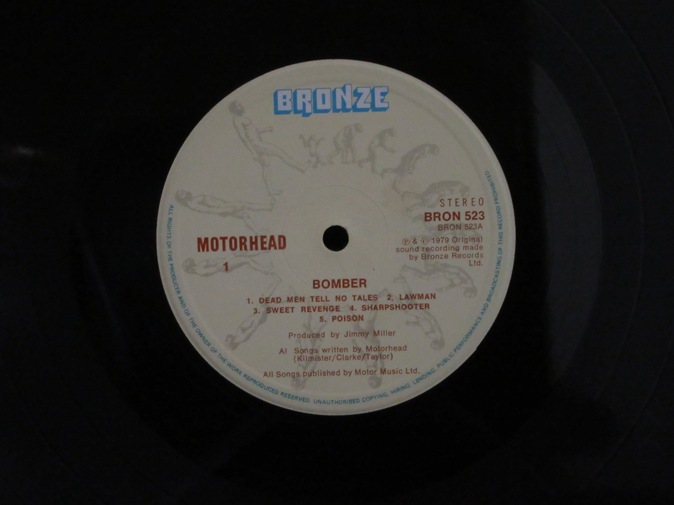 BRONZE
STEREO
BRON 523
BRON 523A
MOTORHEAD
1
℗ & © 1979 Original
sound recording made
by Bronze Records
Ltd.
BOMBER
1. DEAD MEN TELL NO TALES 2. LAWMAN
3. SWEET REVENGE 4. SHARPSHOOTER
5. POISON
Produced by Jimmy Miller
Al Songs written by Motorhead
(Kilmister/Clarke/Taylor)
All Songs published by Motor Music Ltd.
ALL RIGHTS OF THE PRODUCER AND OF THE OWNER OF THE WORK REPRODUCED RESERVED. UNAUTHORISED COPYING, HIRING, LENDING, PUBLIC PERFORMANCE AND BROADCASTING OF THIS RECORD PROHIBITED